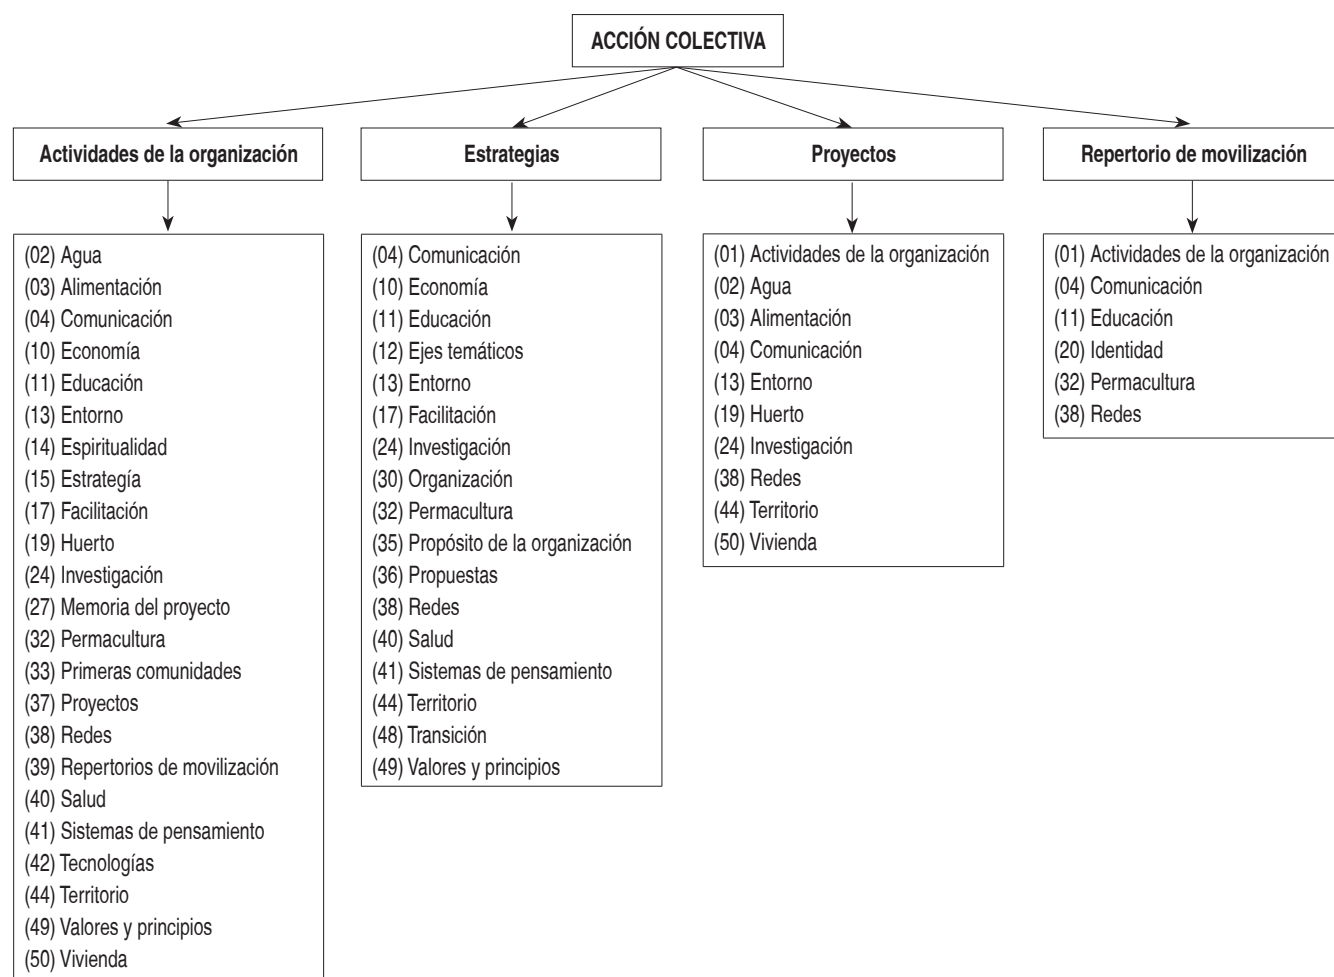 ACCIÓN COLECTIVA
Actividades de la organización
(02) Agua
(03) Alimentación
(04) Comunicación
(10) Economía
(11) Educación
(13) Entorno
(14) Espiritualidad
(15) Estrategía
(17) Facilitación
(19) Huerto
(24) Investigación
(27) Memoria del proyecto
(32) Permacultura
(33) Primeras comunidades
(37) Proyectos
(38) Redes
(39) Repertorios de movilización
(40) Salud
(41) Sistemas de pensamiento
(42) Tecnologías
(44) Territorio
(49) Valores y principios
(50) Vivienda
Estrategias
(04) Comunicación
(10) Economía
(11) Educación
(12) Ejes temáticos
(13) Entorno
(17) Facilitación
(24) Investigación
(30) Organización
(32) Permacultura
(35) Propósito de la organización
(36) Propuestas
(38) Redes
(40) Salud
(41) Sistemas de pensamiento
(44) Territorio
(48) Transición
(49) Valores y principios
Proyectos
(01) Actividades de la organización
(02) Agua
(03) Alimentación
(04) Comunicación
(13) Entorno
(19) Huerto
(24) Investigación
(38) Redes
(44) Territorio
(50) Vivienda
Repertorio de movilización
(01) Actividades de la organización
(04) Comunicación
(11) Educación
(20) Identidad
(32) Permacultura
(38) Redes